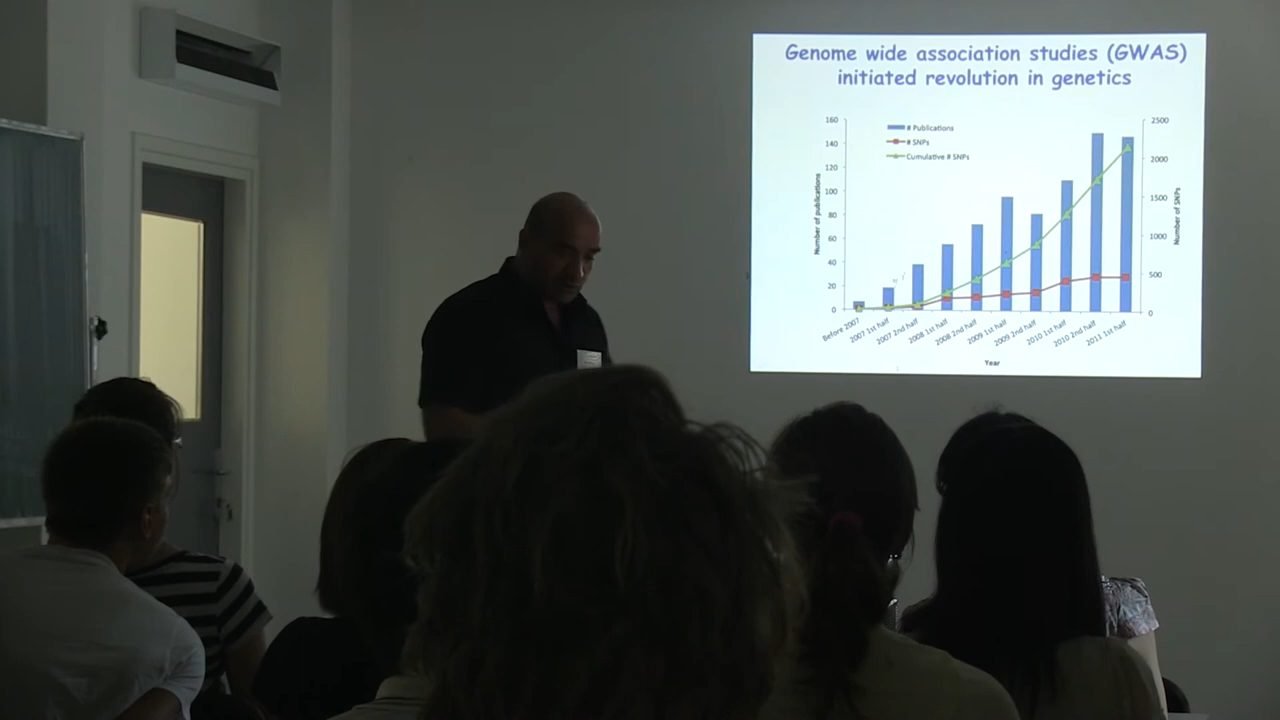 Genome wide association studies (GWAS)
initiated revolution in genetics
# Publications
# SNPs
Cumulative # SNPs
Number of publications
160
140
120
100
80
60
40
20
0
2500
2000
1500
1000
500
0
Number of SNPs
Before 2007
2007 1st half
2007 2nd half
2008 1st half
2008 2nd half
2009 1st half
2009 2nd half
2010 1st half
2010 2nd half
2011 1st half
Year